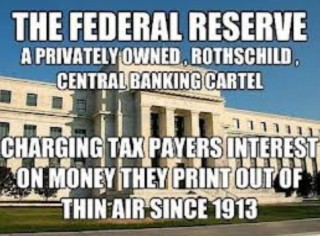 THE FEDERAL RESERVE
A PRIVATELY OWNED, ROTHSCHILD,
CENTRAL BANKING CARTEL
CHARGING TAX PAYERS INTEREST
ON MONEY THEY PRINT OUT OF
THIN AIR SINCE 1913